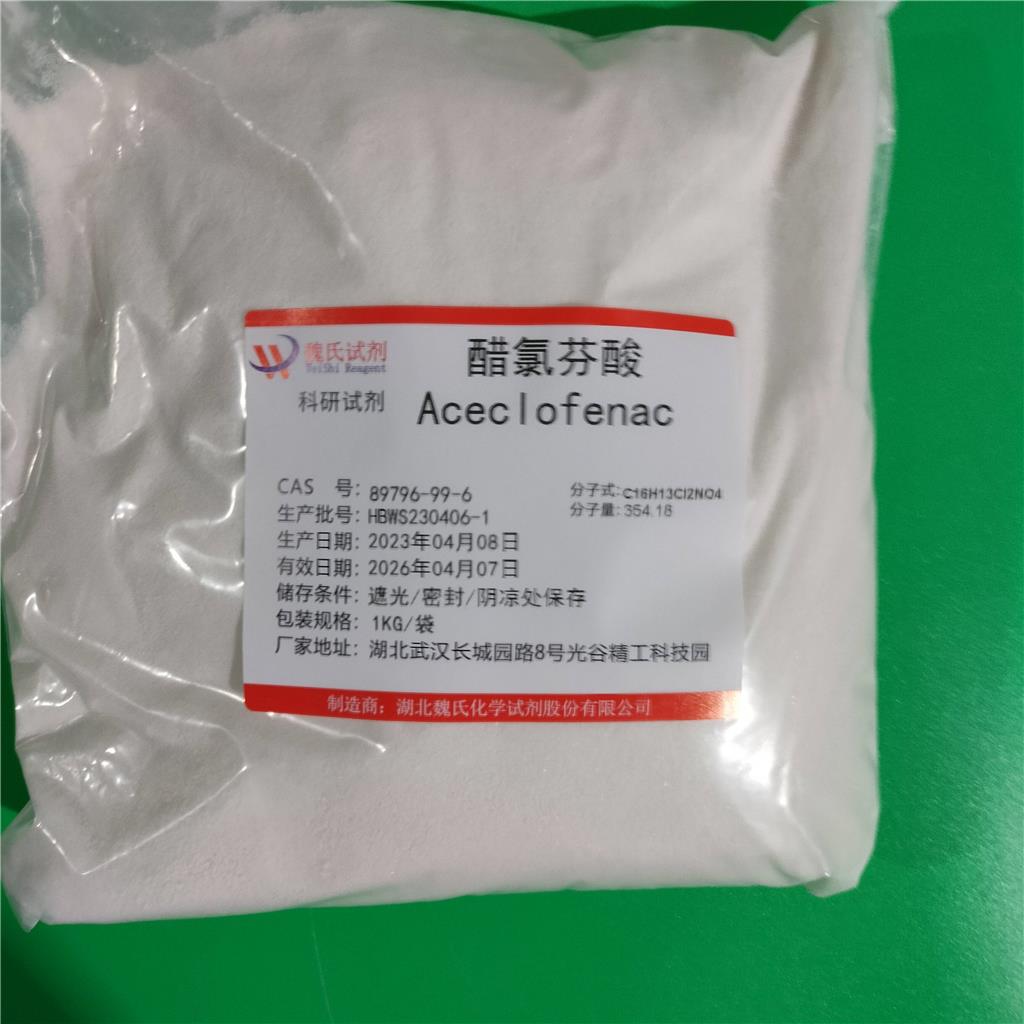 魏氏试剂
WeiShi Reagent
科研试剂
醋氯芬酸
Aceclofenac
CAS 号: 89796-99-6
生产批号: HBWS230406-1
生产日期: 2023年04月08日
有效日期: 2026年04月07日
储存条件: 遮光/密封/阴凉处保存
包装规格: 1KG/袋
厂家地址: 湖北武汉长城园路8号光谷精工科技园
分子式: C16H13Cl2NO4
分子量: 354.18
制造商: 湖北魏氏化学试剂股份有限公司